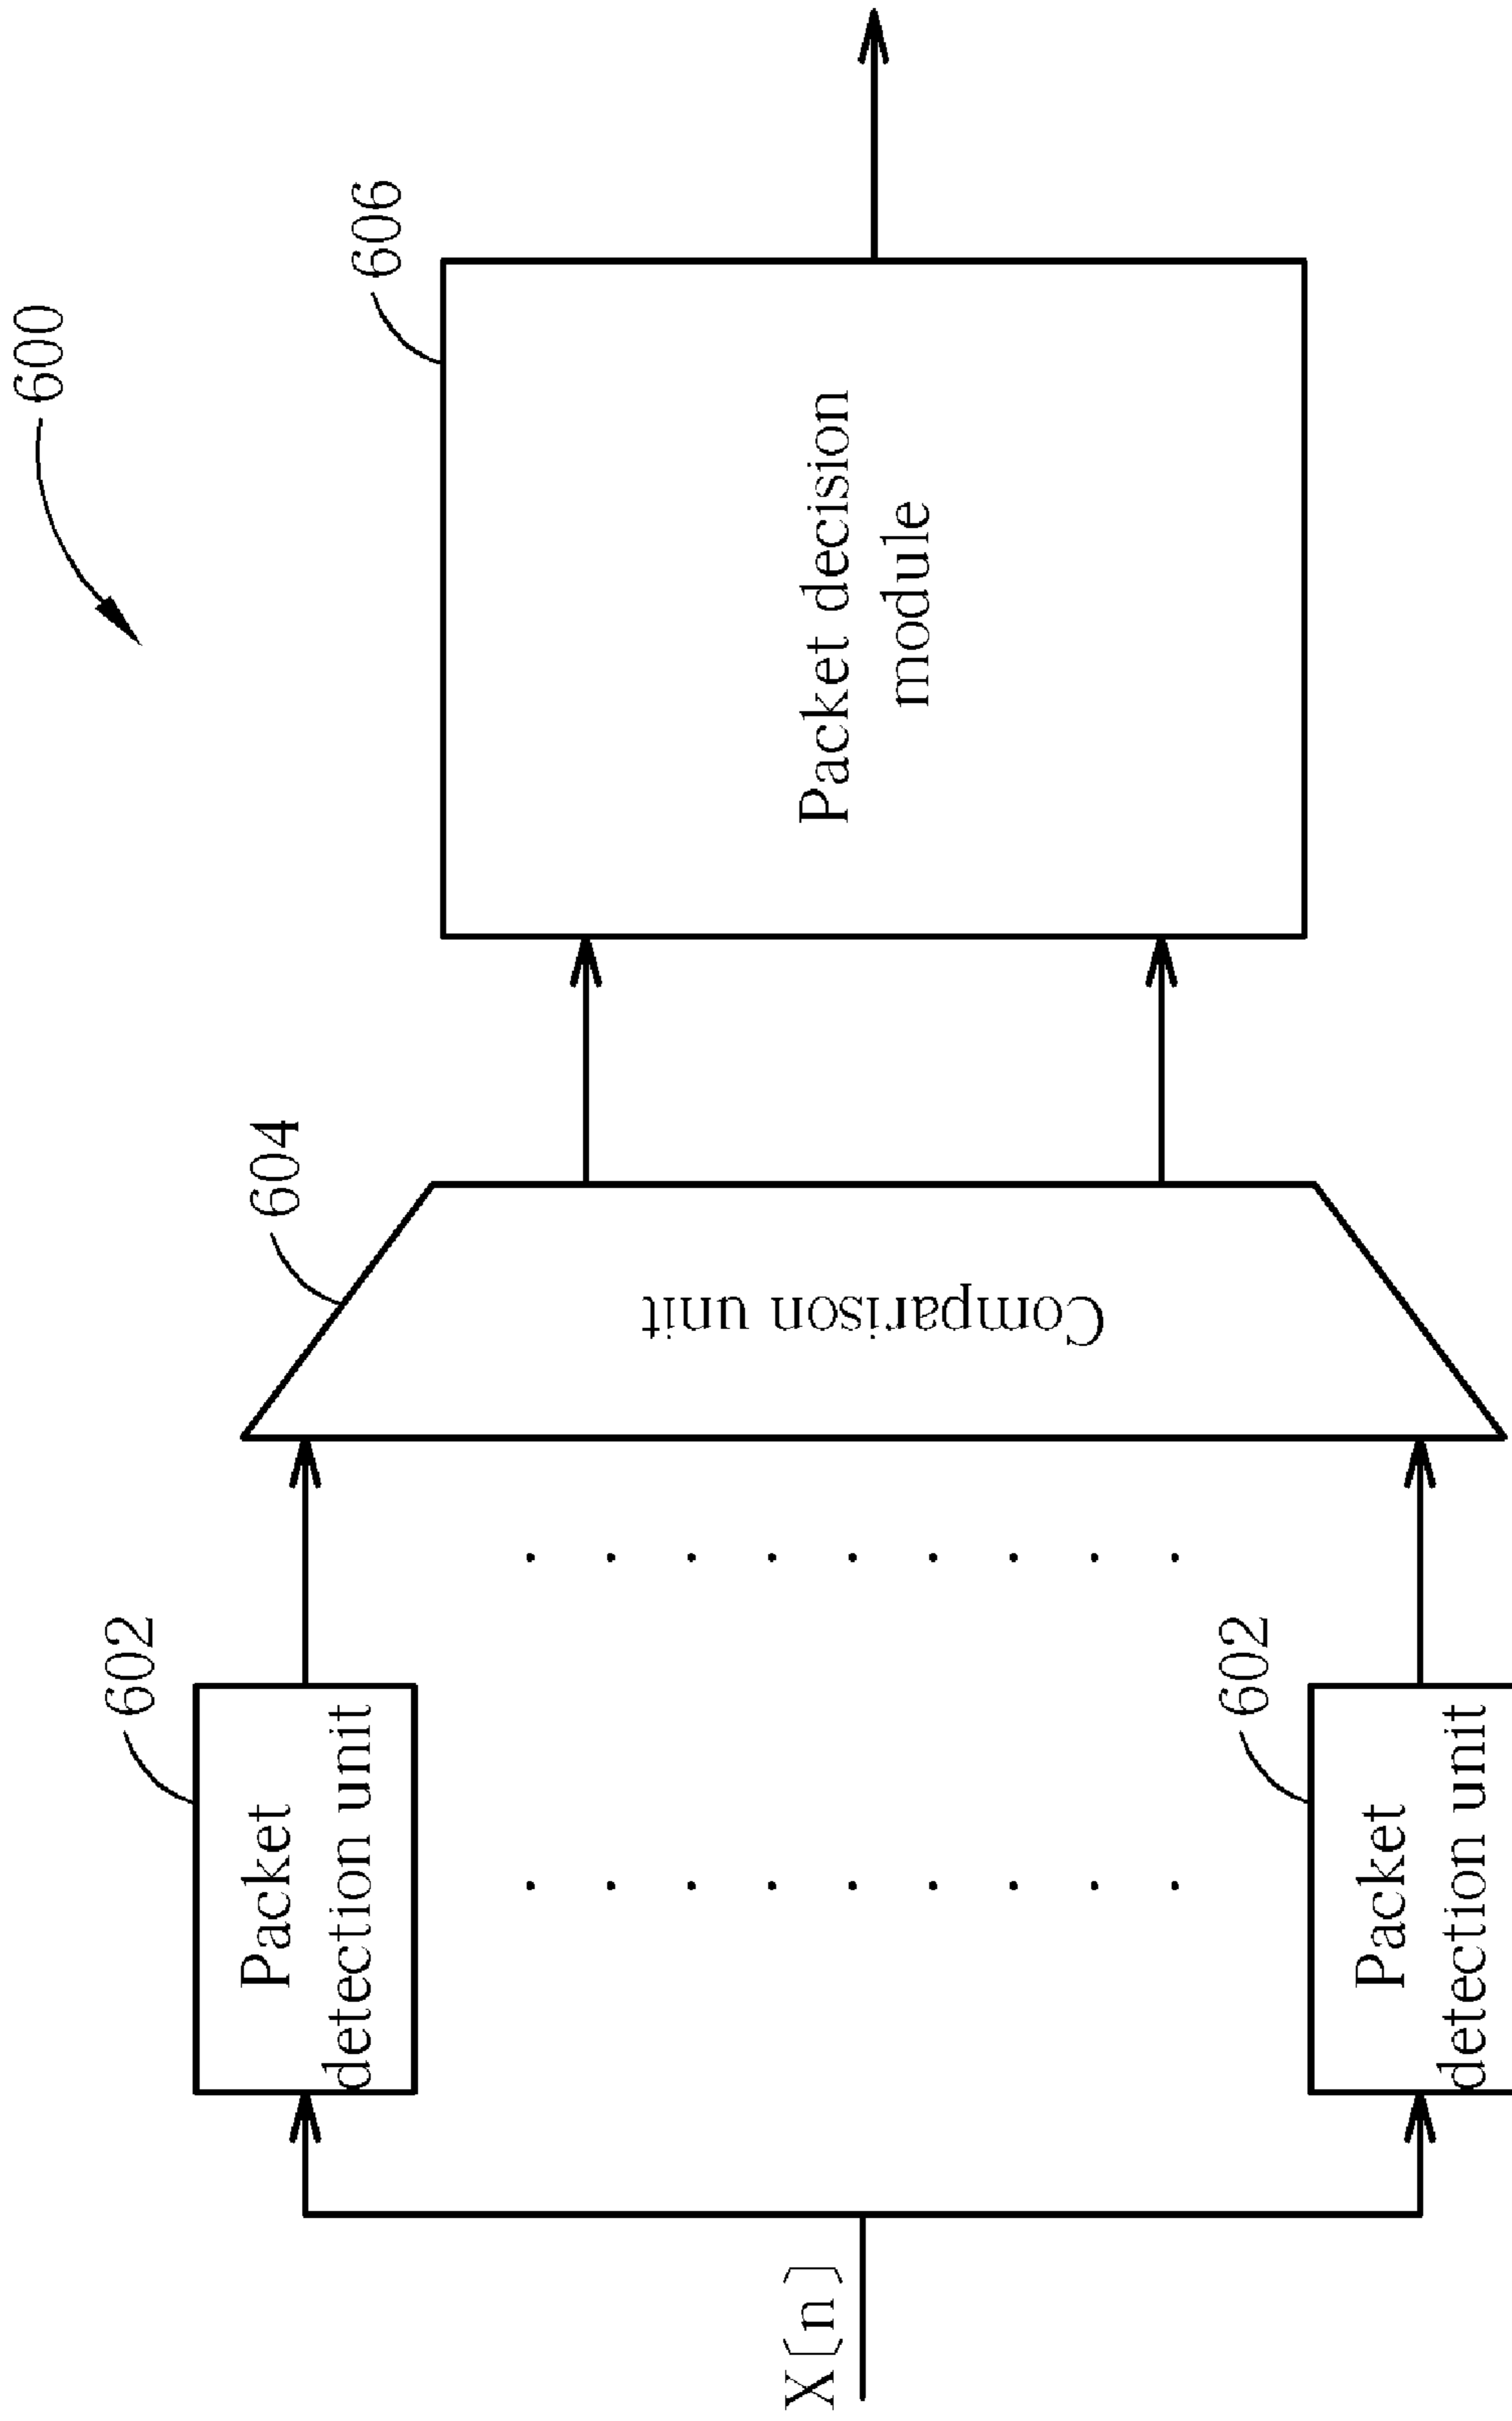 600
602
Packet
detection unit
604
Comparison unit
606
Packet decision
module
X[n]
602
Packet
detection unit